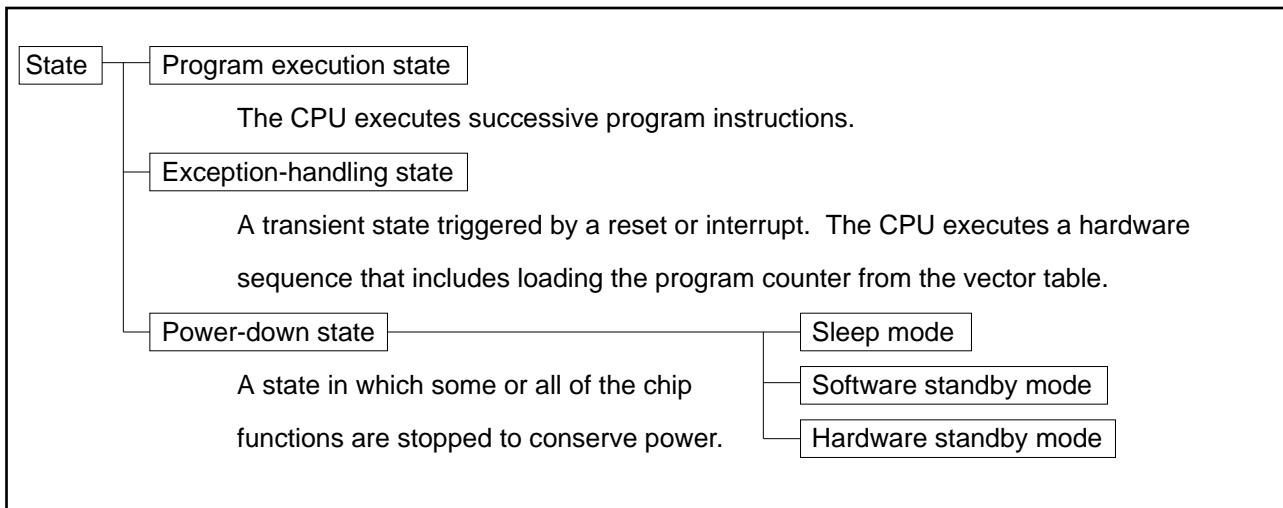 State
Program execution state
The CPU executes successive program instructions.
Exception-handling state
A transient state triggered by a reset or interrupt.  The CPU executes a hardware
sequence that includes loading the program counter from the vector table.
Power-down state
Sleep mode
A state in which some or all of the chip
functions are stopped to conserve power.
Software standby mode
Hardware standby mode